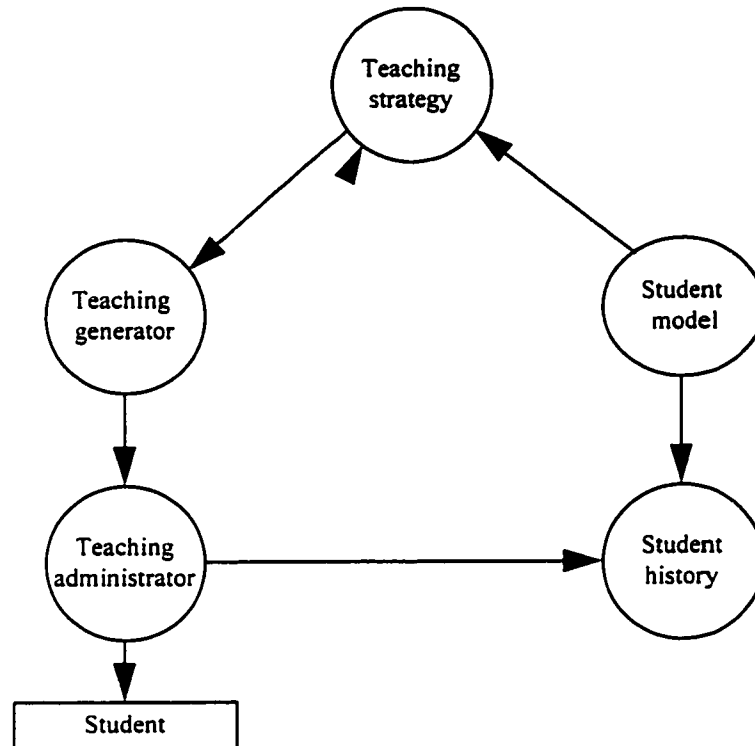 Teaching
strategy
Teaching
generator
Student
model
Teaching
administrator
Student
history
Student